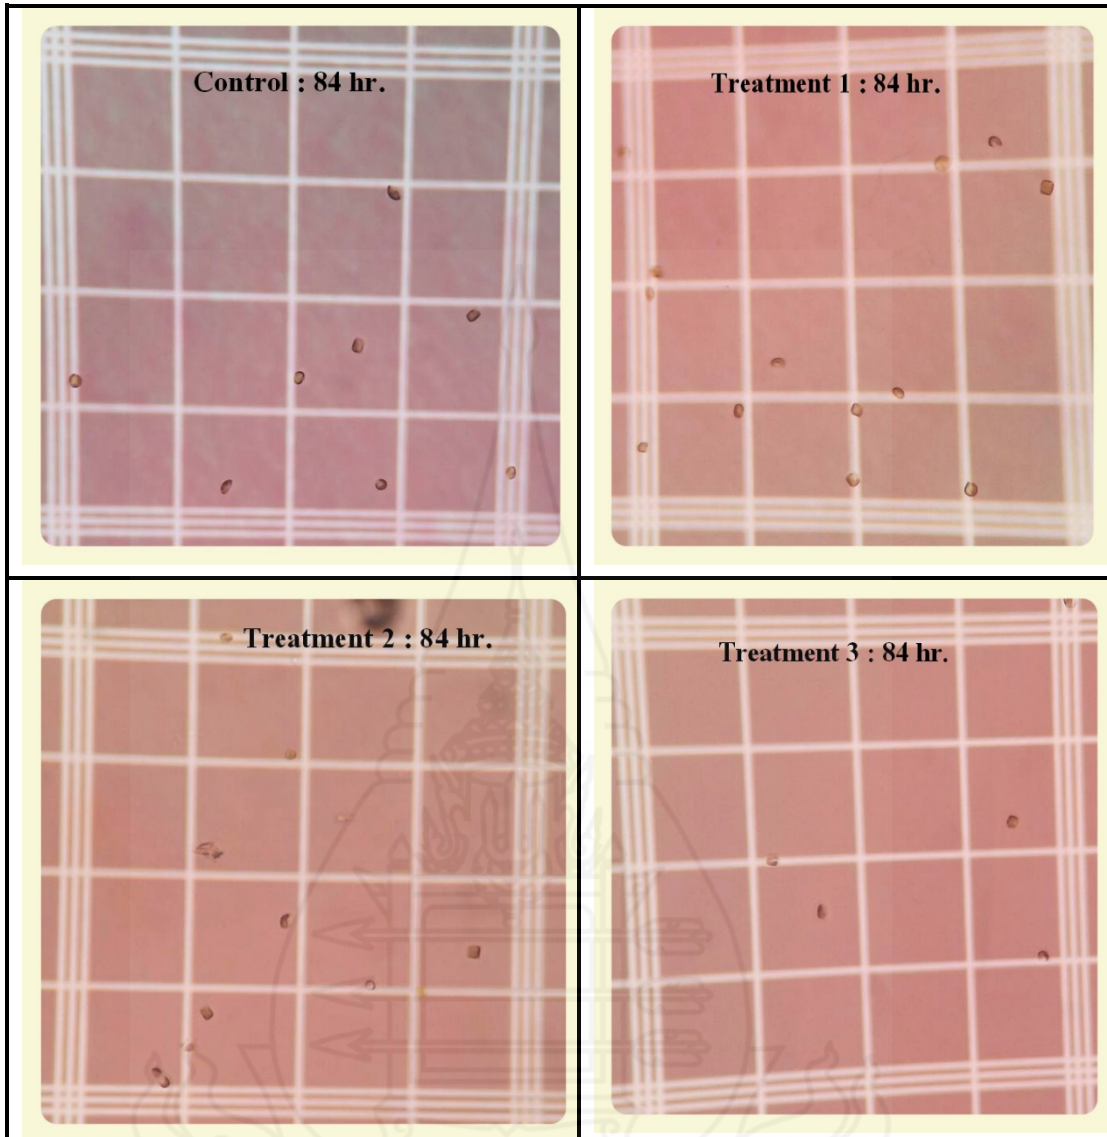 Control : 84 hr.
Treatment 1 : 84 hr.
Treatment 2 : 84 hr.
Treatment 3 : 84 hr.